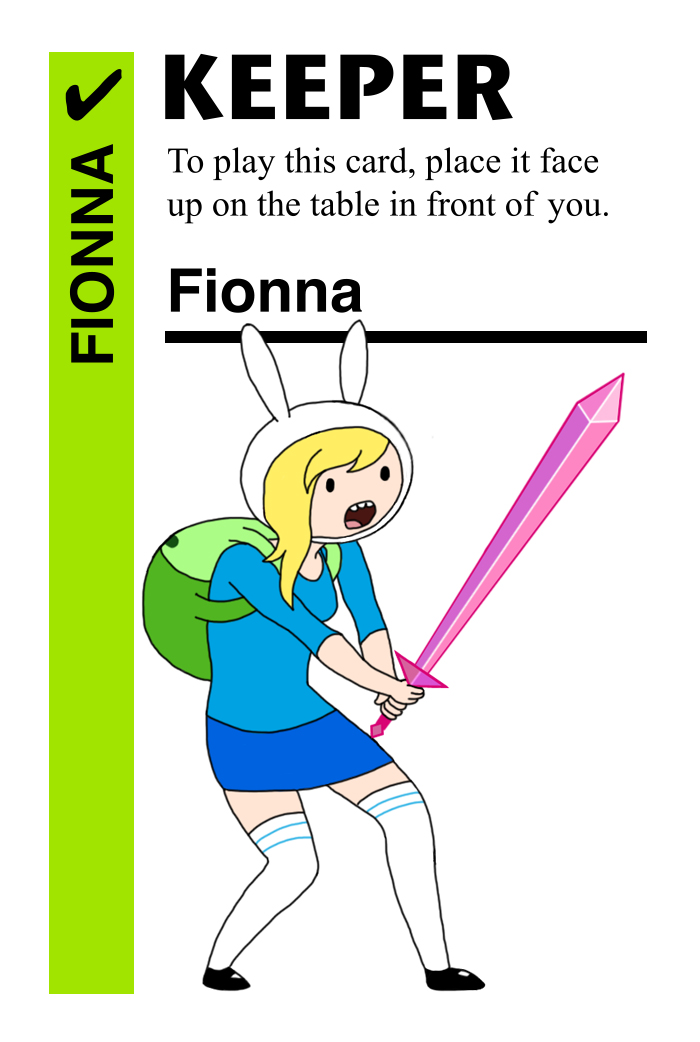 FIONNA
KEEPER
To play this card, place it face
up on the table in front of you.
Fionna